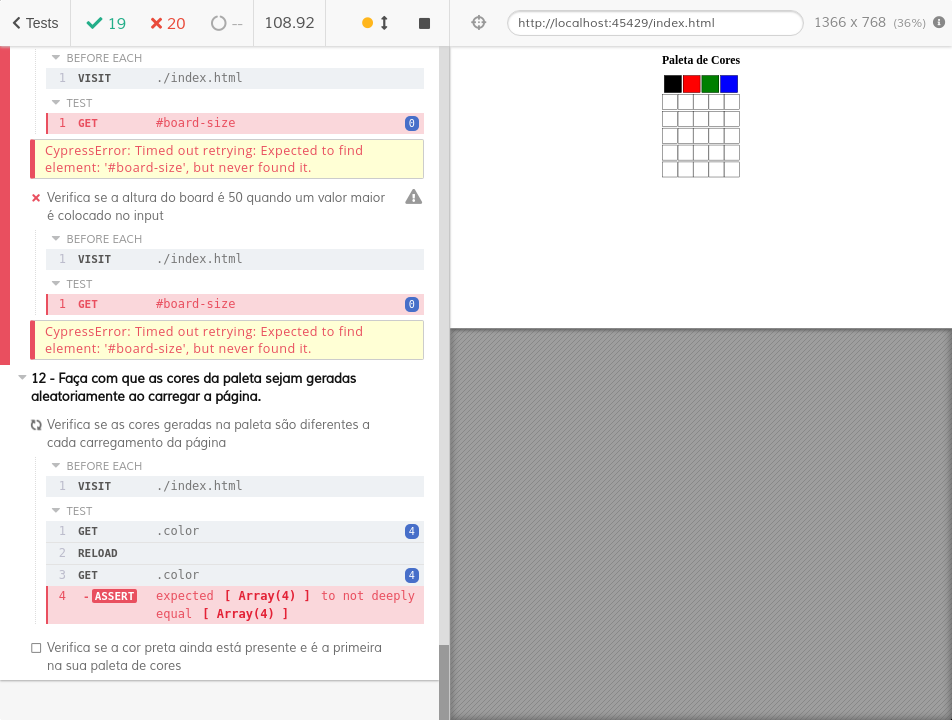 Tests 19 20 -- 108.92 http://localhost:45429/index.html 1366 x 768 (36%)
BEFORE EACH
1 VISIT ./index.html
TEST
1 GET #board-size 0
CypressError: Timed out retrying: Expected to find
element: '#board-size', but never found it.
Verifica se a altura do board é 50 quando um valor maior
é colocado no input
BEFORE EACH
1 VISIT ./index.html
TEST
1 GET #board-size 0
CypressError: Timed out retrying: Expected to find
element: '#board-size', but never found it.
12 - Faça com que as cores da paleta sejam geradas
aleatoriamente ao carregar a página.
Verifica se as cores geradas na paleta são diferentes a
cada carregamento da página
BEFORE EACH
1 VISIT ./index.html
TEST
1 GET .color 4
2 RELOAD
3 GET .color 4
4 -ASSERT expected [ Array(4) ] to not deeply
equal [ Array(4) ]
Verifica se a cor preta ainda está presente e é a primeira
na sua paleta de cores
Paleta de Cores